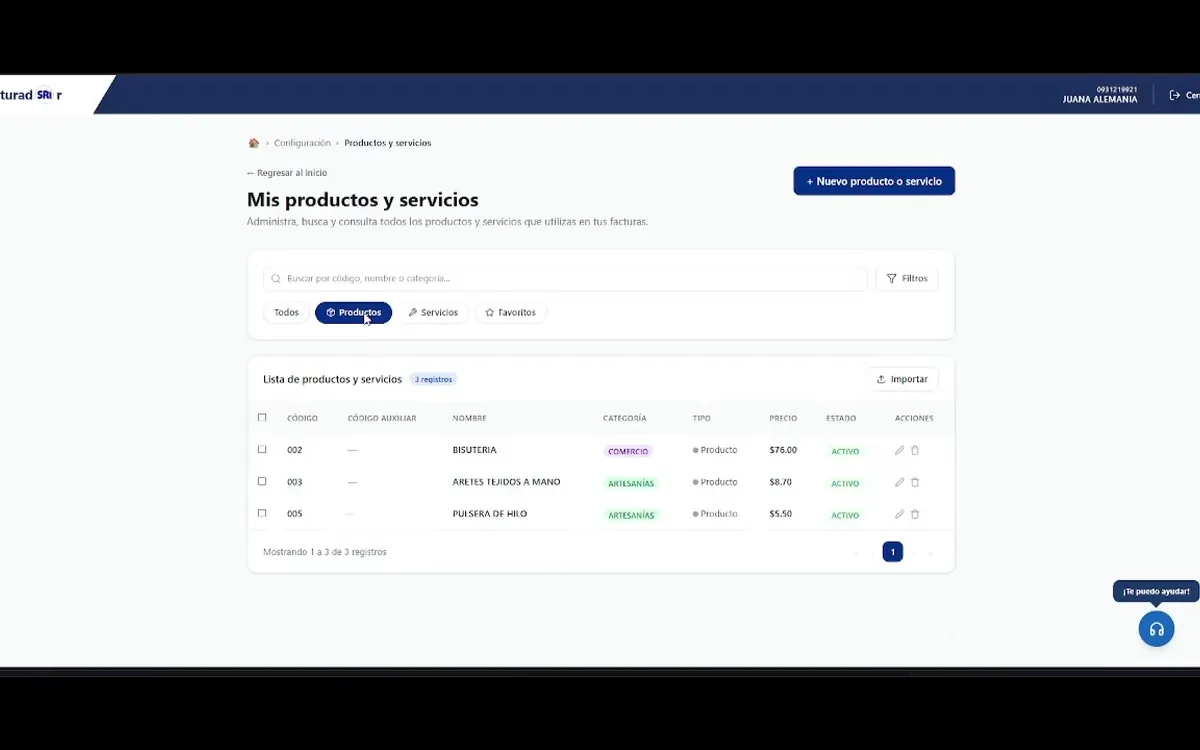 turad SRi r
0931219921
JUANA ALEMANIA
Cer
Configuración › Productos y servicios
← Regresar al inicio
Mis productos y servicios
Administra, busca y consulta todos los productos y servicios que utilizas en tus facturas.
+ Nuevo producto o servicio
Buscar por código, nombre o categoría...
Filtros
Todos Productos Servicios Favoritos
Lista de productos y servicios 3 registros
Importar
CÓDIGO CÓDIGO AUXILIAR NOMBRE CATEGORÍA TIPO PRECIO ESTADO ACCIONES
002 — BISUTERIA COMERCIO Producto $76.00 ACTIVO
003 — ARETES TEJIDOS A MANO ARTESANÍAS Producto $8.70 ACTIVO
005 — PULSERA DE HILO ARTESANÍAS Producto $5.50 ACTIVO
Mostrando 1 a 3 de 3 registros
1
¡Te puedo ayudar!